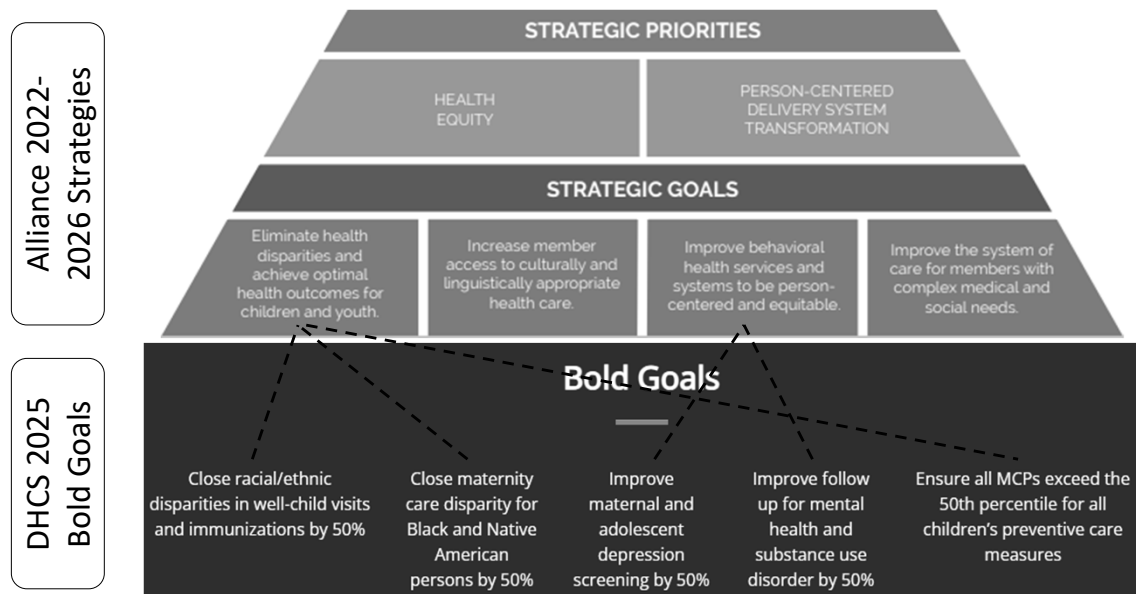 Alliance 2022-
2026 Strategies
STRATEGIC PRIORITIES
HEALTH
EQUITY
PERSON-CENTERED
DELIVERY SYSTEM
TRANSFORMATION
STRATEGIC GOALS
Eliminate health
disparities and
achieve optimal
health outcomes for
children and youth.
Increase member
access to culturally and
linguistically appropriate
health care.
Improve behavioral
health services and
systems to be person-
centered and equitable.
Improve the system of
care for members with
complex medical and
social needs.
DHCS 2025
Bold Goals
Bold Goals
Close racial/ethnic
disparities in well-child visits
and immunizations by 50%
Close maternity
care disparity for
Black and Native
American
persons by 50%
Improve
maternal and
adolescent
depression
screening by 50%
Improve follow
up for mental
health and
substance use
disorder by 50%
Ensure all MCPs exceed the
50th percentile for all
children’s preventive care
measures